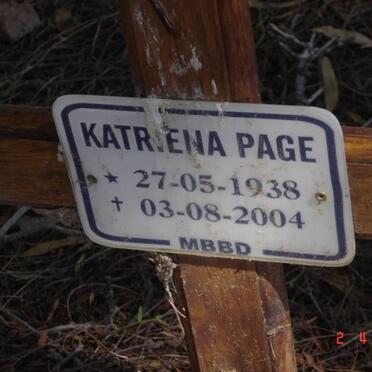 KATRIENA PAGE
* 27-05-1938
† 03-08-2004
MBBD
2 4